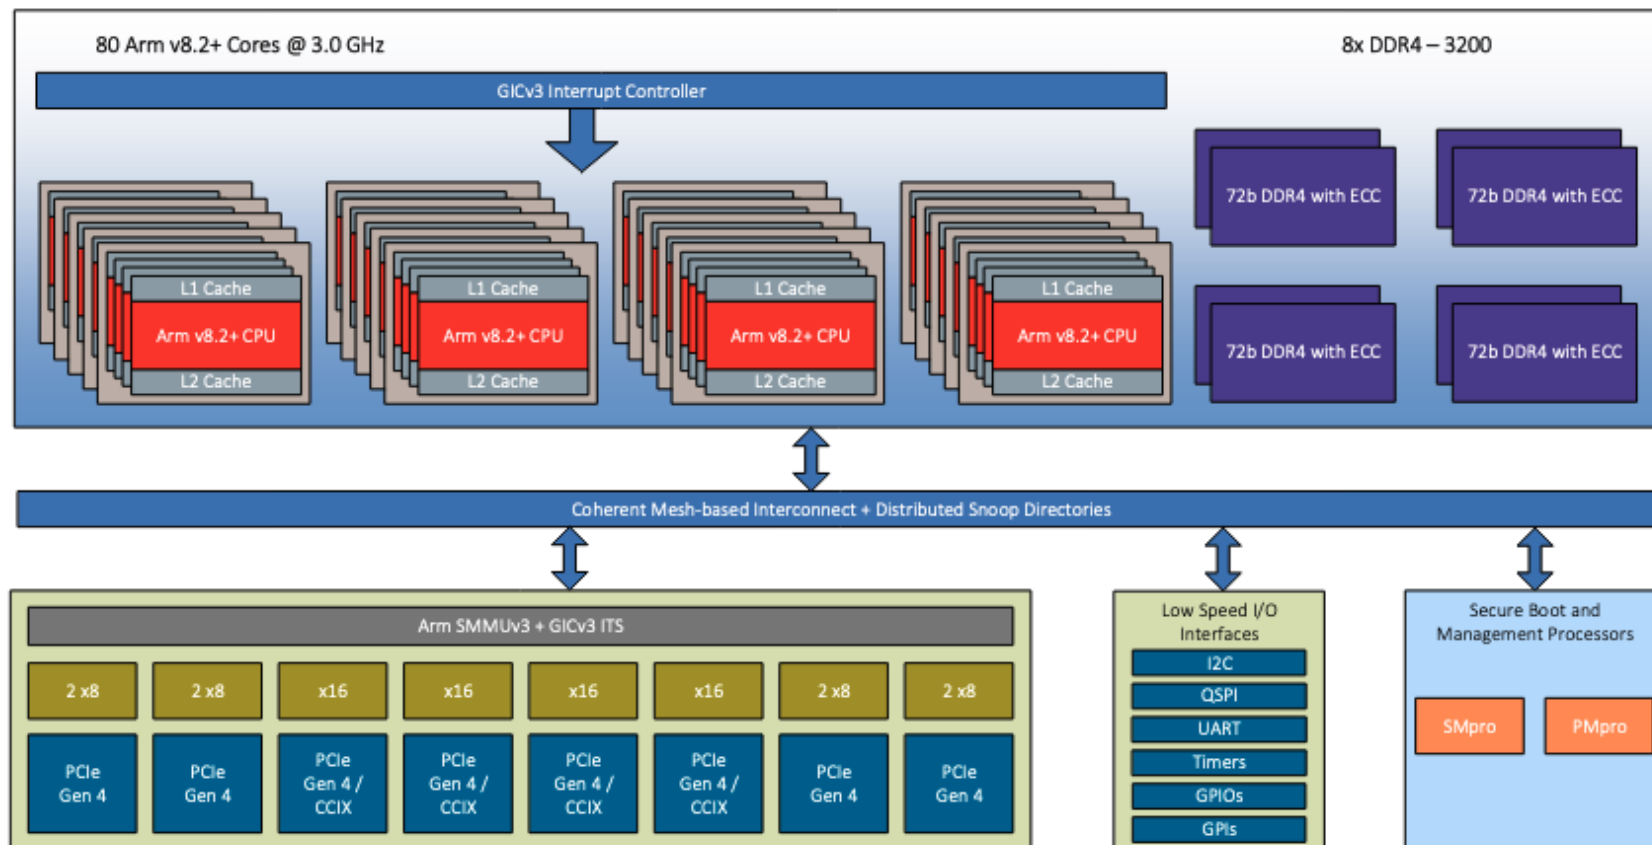 80 Arm v8.2+ Cores @ 3.0 GHz
8x DDR4 – 3200
GICv3 Interrupt Controller
72b DDR4 with ECC
72b DDR4 with ECC
L1 Cache
L1 Cache
L1 Cache
L1 Cache
Arm v8.2+ CPU
Arm v8.2+ CPU
Arm v8.2+ CPU
Arm v8.2+ CPU
72b DDR4 with ECC
72b DDR4 with ECC
L2 Cache
L2 Cache
L2 Cache
L2 Cache
Coherent Mesh-based Interconnect + Distributed Snoop Directories
Arm SMMUv3 + GICv3 ITS
2 x8
2 x8
x16
x16
x16
x16
2 x8
2 x8
PCIe
Gen 4
PCIe
Gen 4
PCIe
Gen 4 /
CCIX
PCIe
Gen 4 /
CCIX
PCIe
Gen 4 /
CCIX
PCIe
Gen 4 /
CCIX
PCIe
Gen 4
PCIe
Gen 4
Low Speed I/O
Interfaces
I2C
QSPI
UART
Timers
GPIOs
GPIs
Secure Boot and
Management Processors
SMpro
PMpro